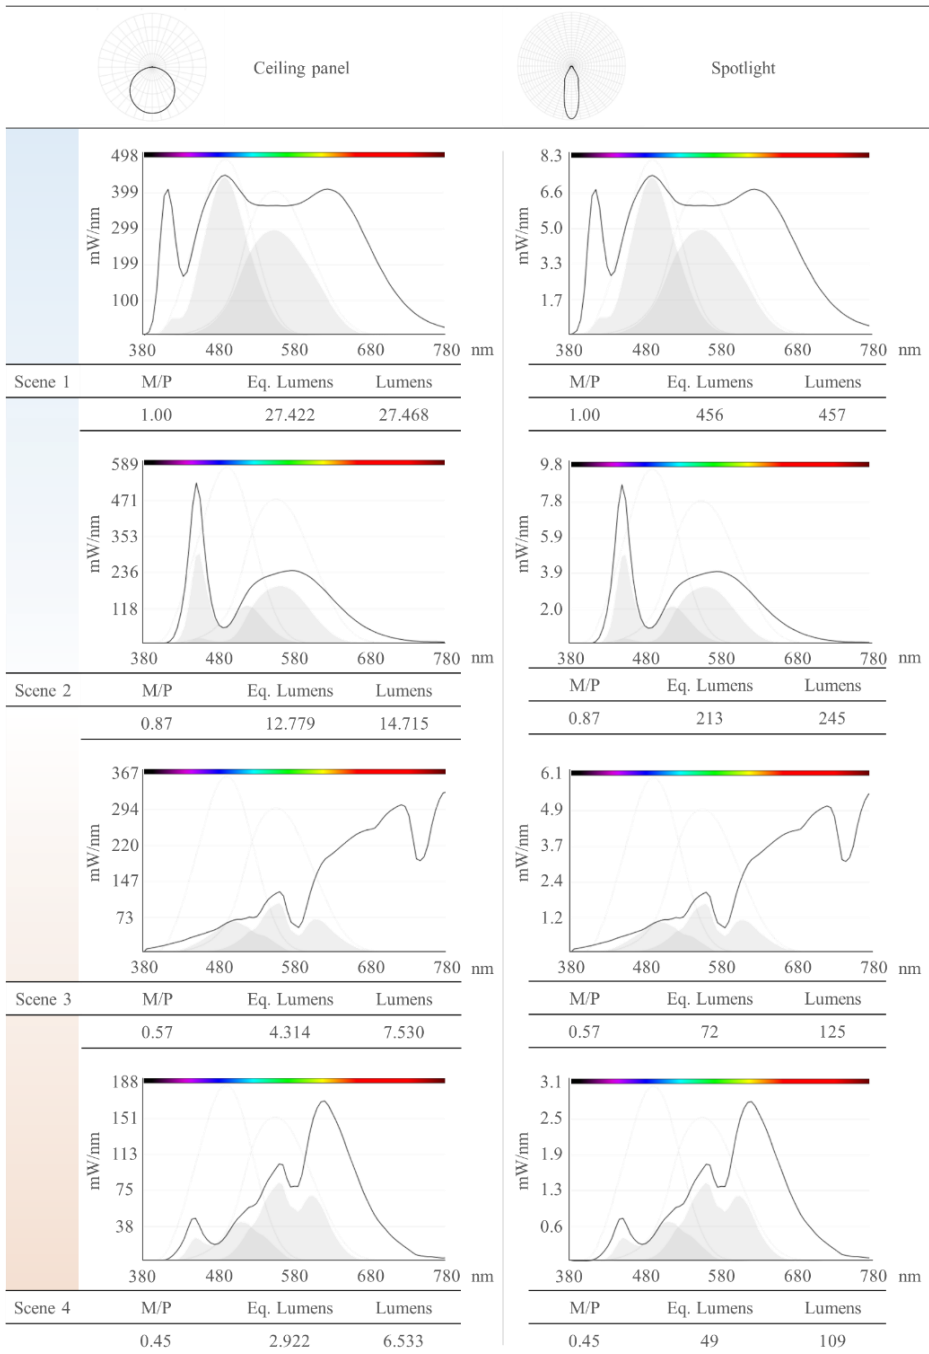 Ceiling panel Spotlight
498 8.3
399 6.6
299 5.0
199 3.3
100 1.7
mW/nm mW/nm
380 480 580 680 780 nm 380 480 580 680 780 nm
Scene 1 M/P Eq. Lumens Lumens M/P Eq. Lumens Lumens
1.00 27.422 27.468 1.00 456 457
589 9.8
471 7.8
353 5.9
236 3.9
118 2.0
mW/nm mW/nm
380 480 580 680 780 nm 380 480 580 680 780 nm
Scene 2 M/P Eq. Lumens Lumens M/P Eq. Lumens Lumens
0.87 12.779 14.715 0.87 213 245
367 6.1
294 4.9
220 3.7
147 2.4
73 1.2
mW/nm mW/nm
380 480 580 680 780 nm 380 480 580 680 780 nm
Scene 3 M/P Eq. Lumens Lumens M/P Eq. Lumens Lumens
0.57 4.314 7.530 0.57 72 125
188 3.1
151 2.5
113 1.9
75 1.3
38 0.6
mW/nm mW/nm
380 480 580 680 780 nm 380 480 580 680 780 nm
Scene 4 M/P Eq. Lumens Lumens M/P Eq. Lumens Lumens
0.45 2.922 6.533 0.45 49 109